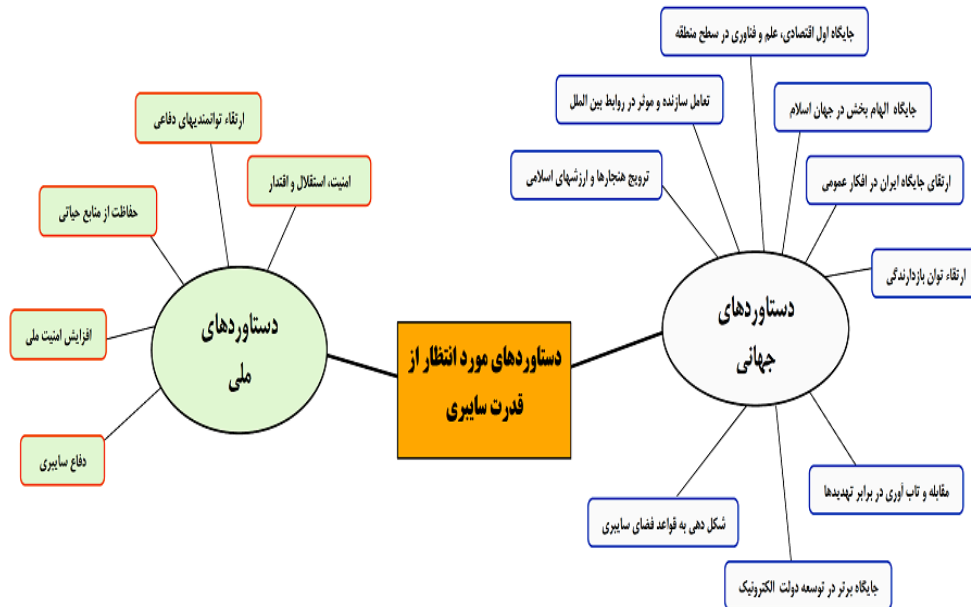 جایگاه اول اقتصادی، علم و فناوری در سطح منطقه
تعامل سازنده و موثر در روابط بین الملل
جایگاه الهام بخش در جهان اسلام
ترویج هنجارها و ارزشهای اسلامی
ارتقای جایگاه ایران در افکار عمومی
ارتقاء توان بازدارندگی
دستاوردهای
جهانی
مقابله و تاب آوری در برابر تهدیدها
شکل دهی به قواعد فضای سایبری
جایگاه برتر در توسعه دولت الکترونیک
دستاوردهای مورد انتظار از
قدرت سایبری
ارتقاء توانمندیهای دفاعی
امنیت، استقلال و اقتدار
حفاظت از منابع حیاتی
افزایش امنیت ملی
دفاع سایبری
دستاوردهای
ملی